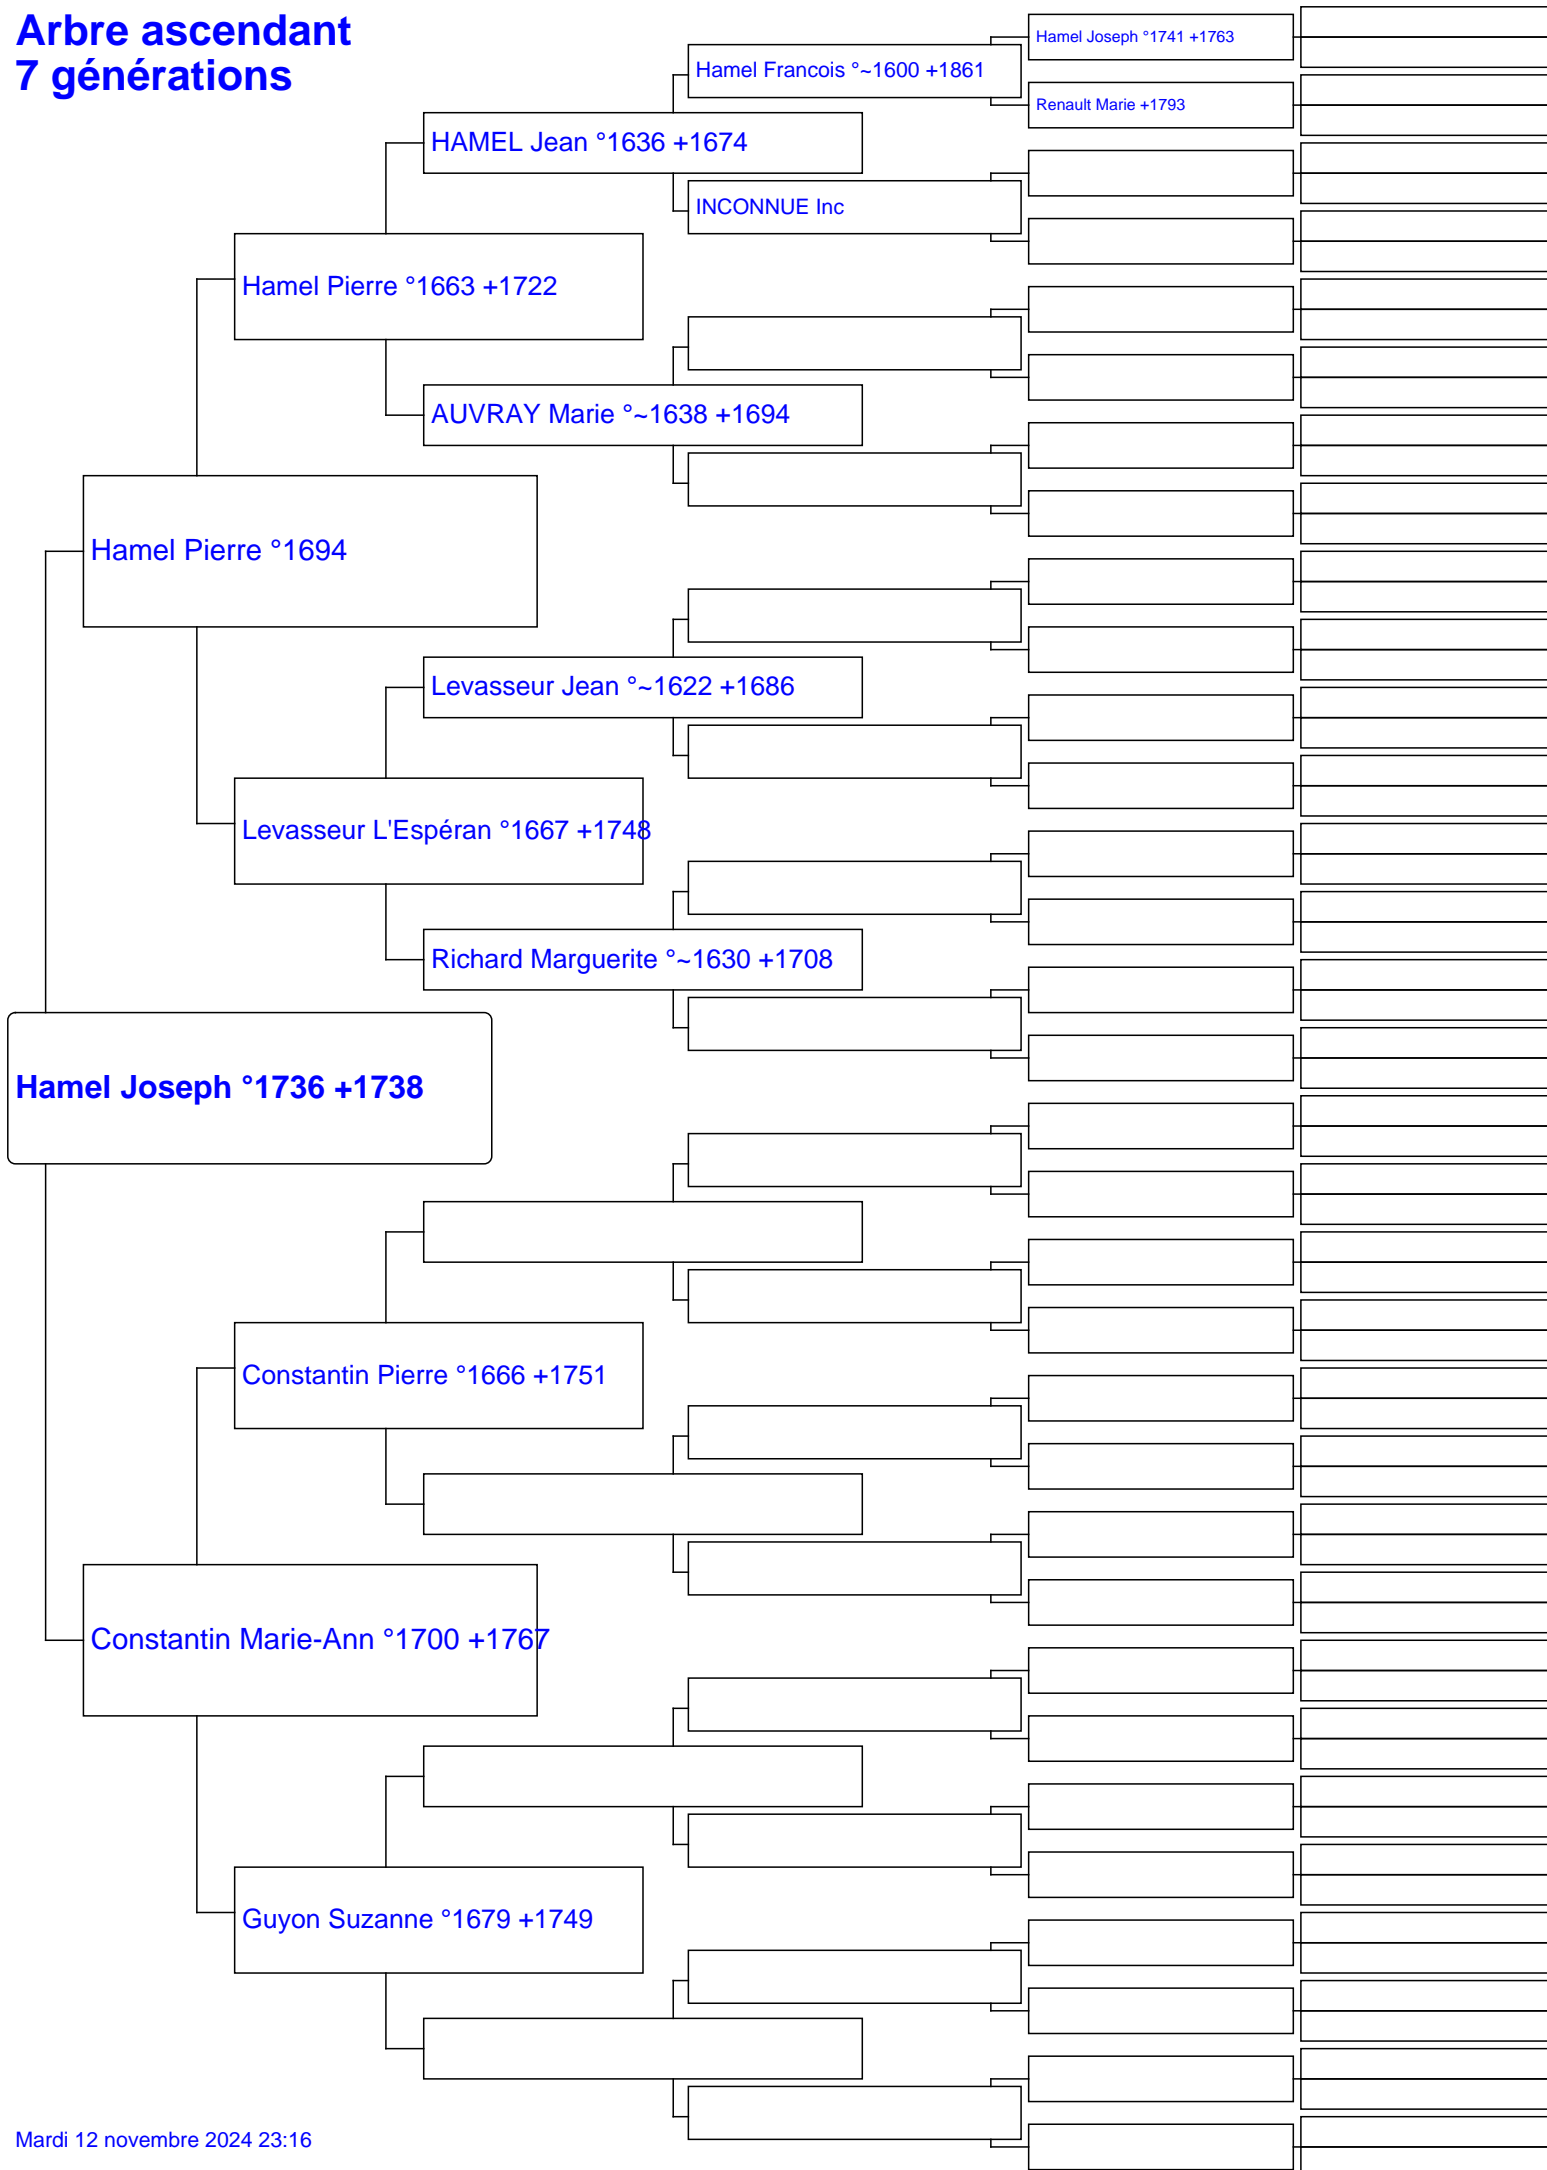 Arbre ascendant
7 générations
Hamel Joseph °1741 +1763
Hamel Francois °~1600 +1861
Renault Marie +1793
HAMEL Jean °1636 +1674
INCONNUE Inc
Hamel Pierre °1663 +1722
AUVRAY Marie °~1638 +1694
Hamel Pierre °1694
Levasseur Jean °~1622 +1686
Levasseur L'Espéran °1667 +1748
Richard Marguerite °~1630 +1708
Hamel Joseph °1736 +1738
Constantin Pierre °1666 +1751
Constantin Marie-Ann °1700 +1767
Guyon Suzanne °1679 +1749
Mardi 12 novembre 2024 23:16